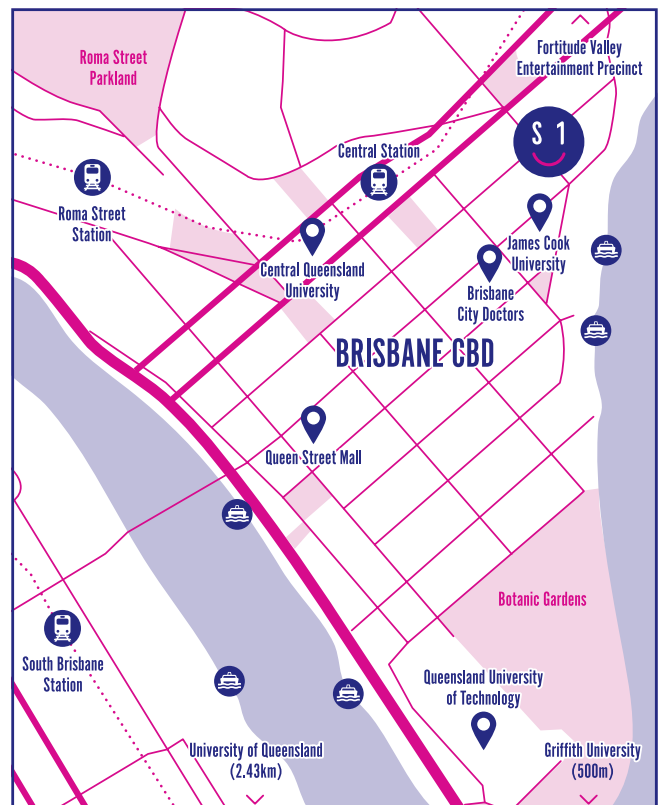 Roma Street
Parkland
Fortitude Valley
Entertainment Precinct
S 1
Central Station
Roma Street
Station
James Cook
University
Central Queensland
University
Brisbane
City Doctors
BRISBANE CBD
Queen Street Mall
Botanic Gardens
South Brisbane
Station
Queensland University
of Technology
University of Queensland
(2.43km)
Griffith University
(500m)